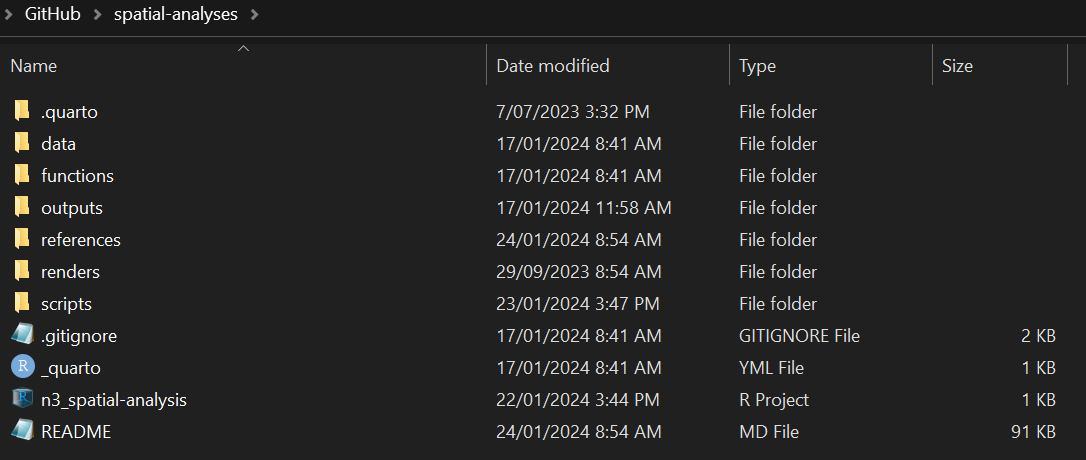 GitHub > spatial-analyses >
Name Date modified Type Size
.quarto 7/07/2023 3:32 PM File folder
data 17/01/2024 8:41 AM File folder
functions 17/01/2024 8:41 AM File folder
outputs 17/01/2024 11:58 AM File folder
references 24/01/2024 8:54 AM File folder
renders 29/09/2023 8:54 AM File folder
scripts 23/01/2024 3:47 PM File folder
.gitignore 17/01/2024 8:41 AM GITIGNORE File 2 KB
R _quarto 17/01/2024 8:41 AM YML File 1 KB
R n3_spatial-analysis 22/01/2024 3:44 PM R Project 1 KB
README 24/01/2024 8:54 AM MD File 91 KB